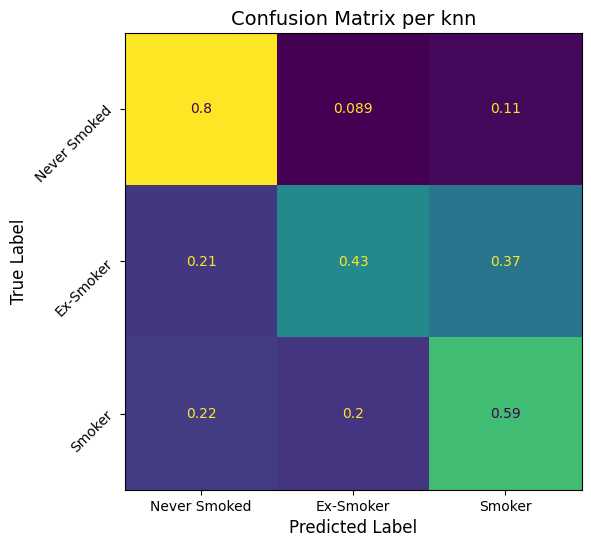 Confusion Matrix per knn
True Label
Never Smoked
0.8 0.089 0.11
Ex-Smoker
0.21 0.43 0.37
Smoker
0.22 0.2 0.59
Never Smoked Ex-Smoker Smoker
Predicted Label